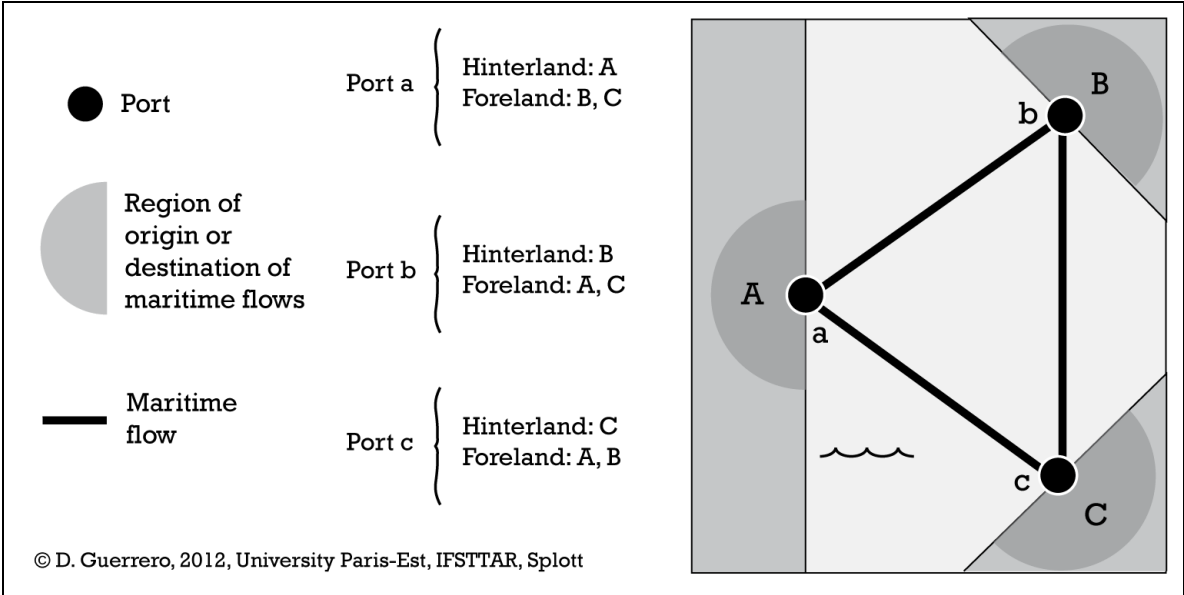 Port
Region of
origin or
destination of
maritime flows
Maritime
flow
Port a
Hinterland: A
Foreland: B, C
Port b
Hinterland: B
Foreland: A, C
Port c
Hinterland: C
Foreland: A, B
A
a
b
B
c
C
© D. Guerrero, 2012, University Paris-Est, IFSTTAR, Splott